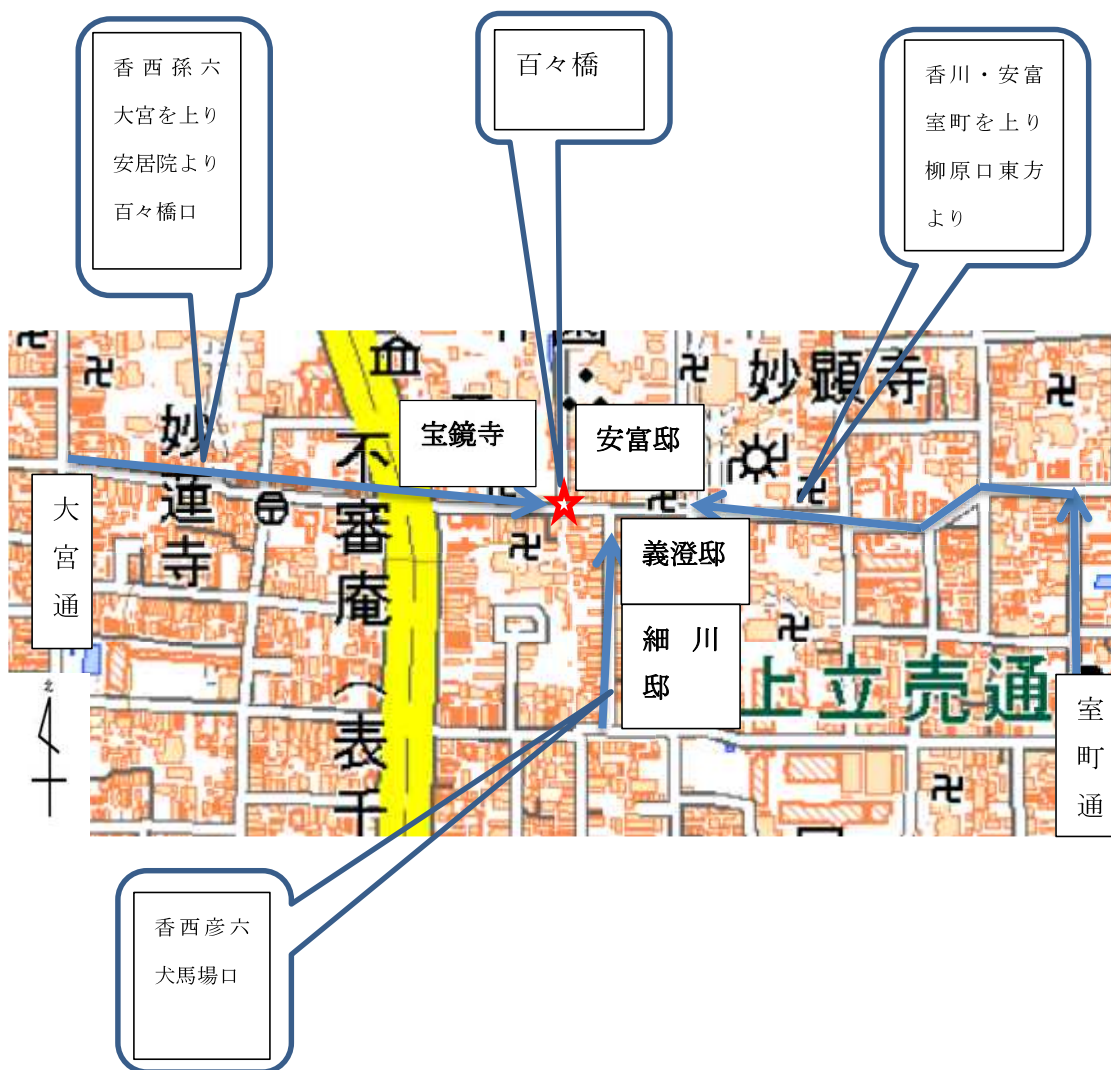 香西孫六
大宮を上り
安居院より
百々橋口
百々橋
香川・安富
室町を上り
柳原口東方
より
妙顕寺
妙蓮寺
不審庵(表千
宝鏡寺
安富邸
大宮通
義澄邸
細川
邸
上立売通
室町通
北
香西彦六
犬馬場口